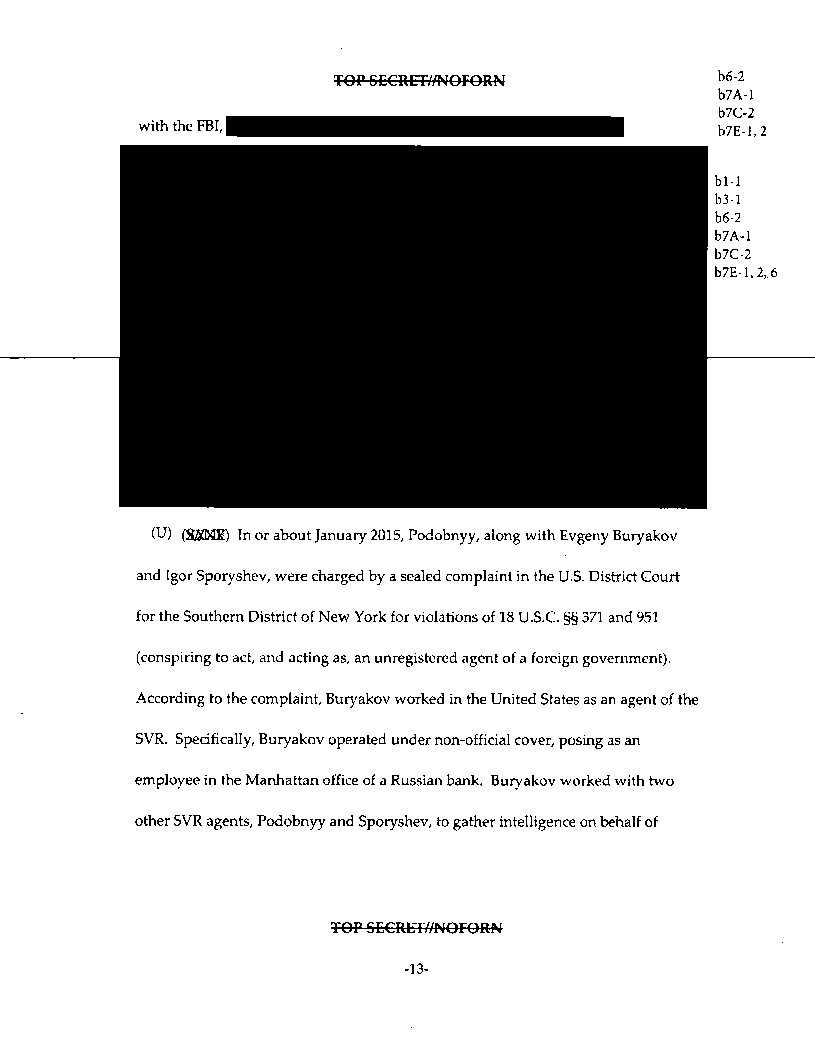 TOP SECRET//NOFORN
b6-2
b7A-1
b7C-2
b7E-1, 2
with the FBI,
b1-1
b3-1
b6-2
b7A-1
b7C-2
b7E-1, 2, 6
(U) In or about January 2015, Podobnyy, along with Evgeny Buryakov
and Igor Sporyshev, were charged by a sealed complaint in the U.S. District Court
for the Southern District of New York for violations of 18 U.S.C. §§ 371 and 951
(conspiring to act, and acting as, an unregistered agent of a foreign government).
According to the complaint, Buryakov worked in the United States as an agent of the
SVR. Specifically, Buryakov operated under non-official cover, posing as an
employee in the Manhattan office of a Russian bank. Buryakov worked with two
other SVR agents, Podobnyy and Sporyshev, to gather intelligence on behalf of
TOP SECRET//NOFORN
-13-